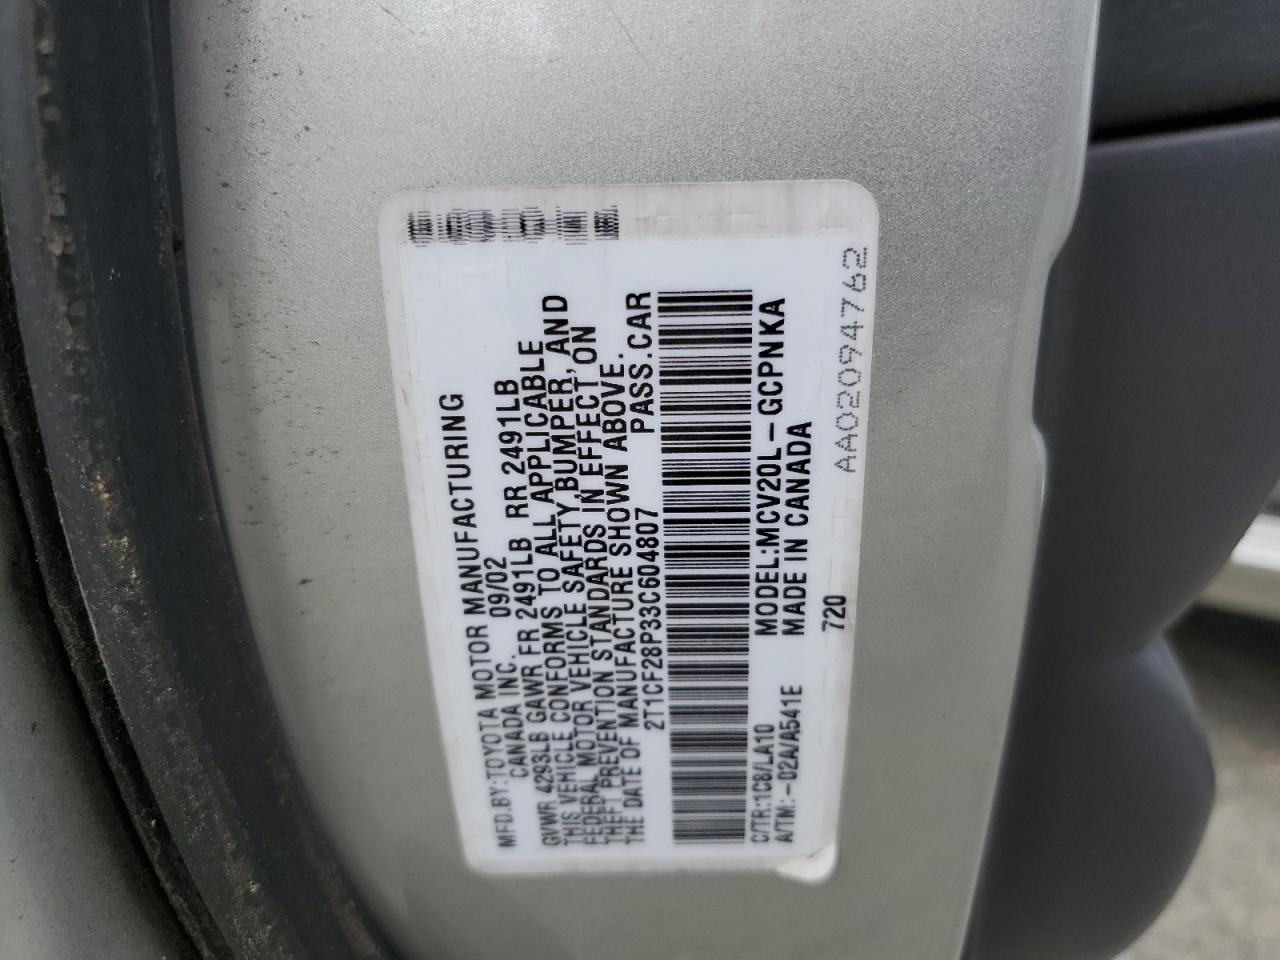 MFD.BY:TOYOTA MOTOR MANUFACTURING
CANADA INC. 09/02
GVWR 4293LB GAWR FR 2491LB RR 2491LB
THIS VEHICLE CONFORMS TO ALL APPLICABLE
FEDERAL MOTOR VEHICLE SAFETY,BUMPER, AND
THEFT PREVENTION STANDARDS IN EFFECT ON
THE DATE OF MANUFACTURE SHOWN ABOVE.
2T1CF28P33C604807 PASS.CAR
C/TR:1C8/LA10 MODEL:MCV20L-GCPNKA
A/TM:-02A/A541E MADE IN CANADA
720
AA02094762